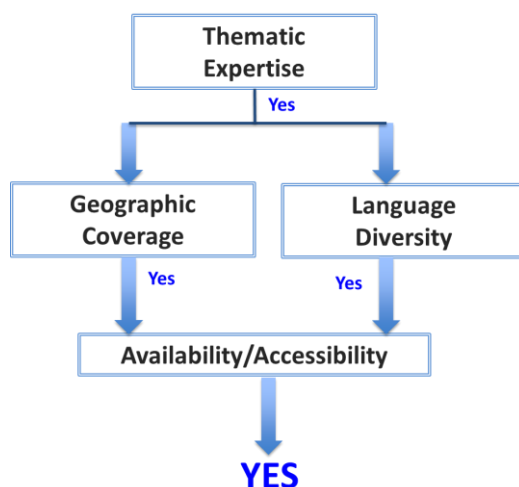 Thematic
Expertise
Yes
Geographic
Coverage
Language
Diversity
Yes
Yes
Availability/Accessibility
YES